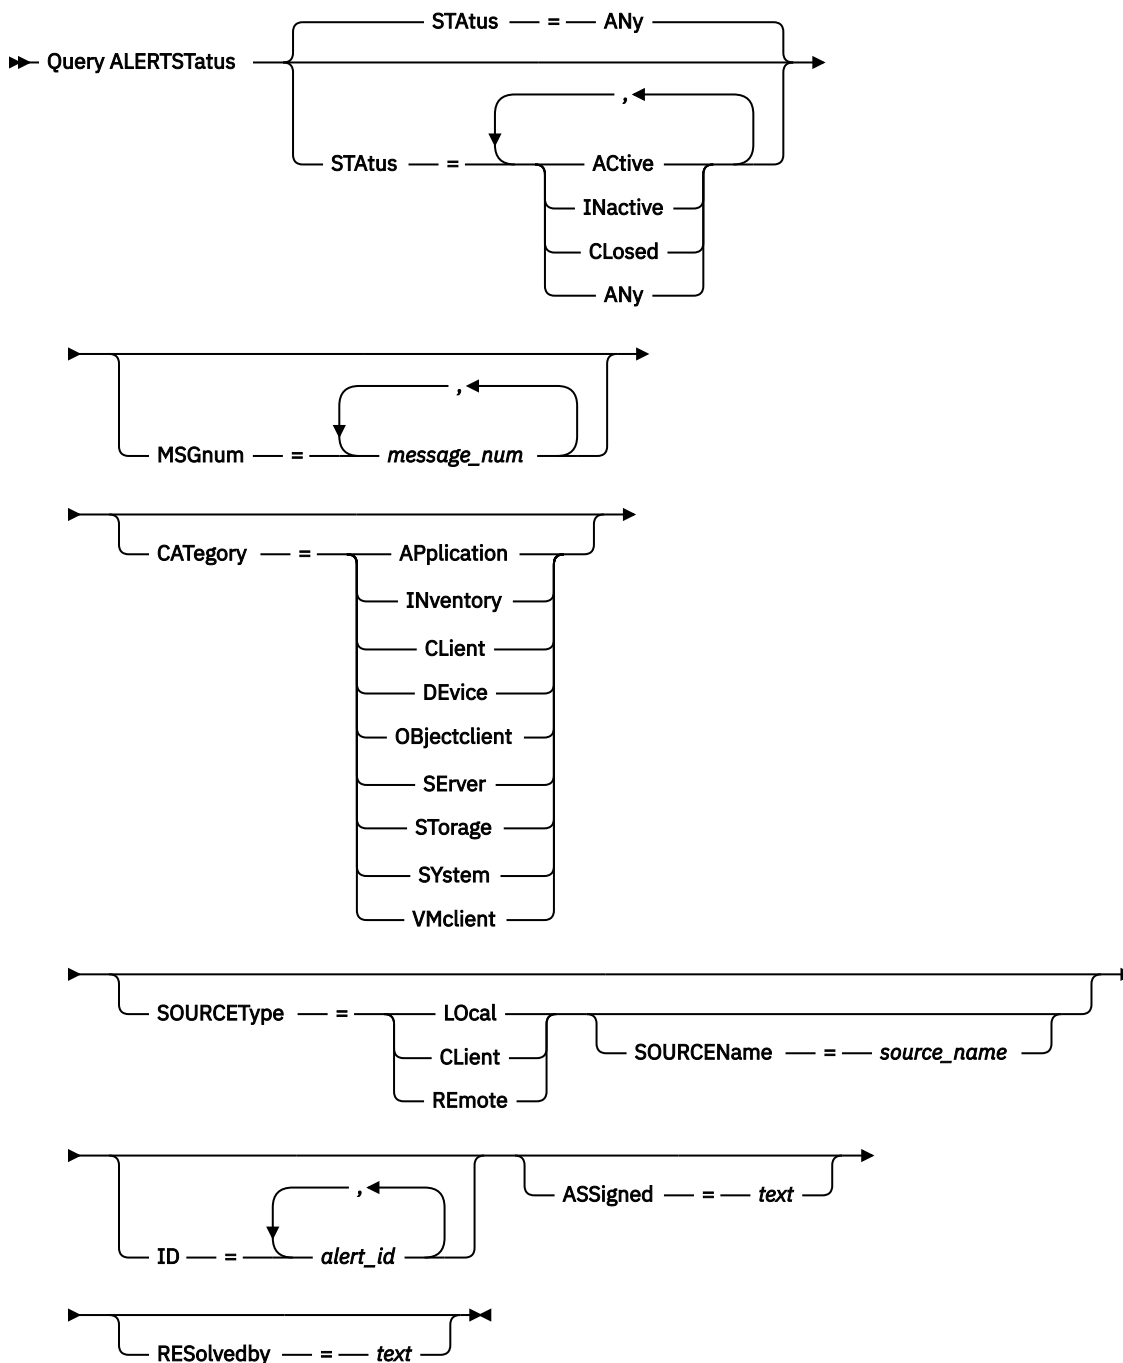 STAtus = ANy
Query ALERTSTatus
,
STAtus = ACtive
INactive
CLosed
ANy
,
MSGnum = message_num
CATegory = APplication
INventory
CLient
DEvice
OBjectclient
SErver
STorage
SYstem
VMclient
SOURCEType = LOcal
CLient
REmote
SOURCEName = source_name
,
ID = alert_id
ASSigned = text
RESolvedby = text